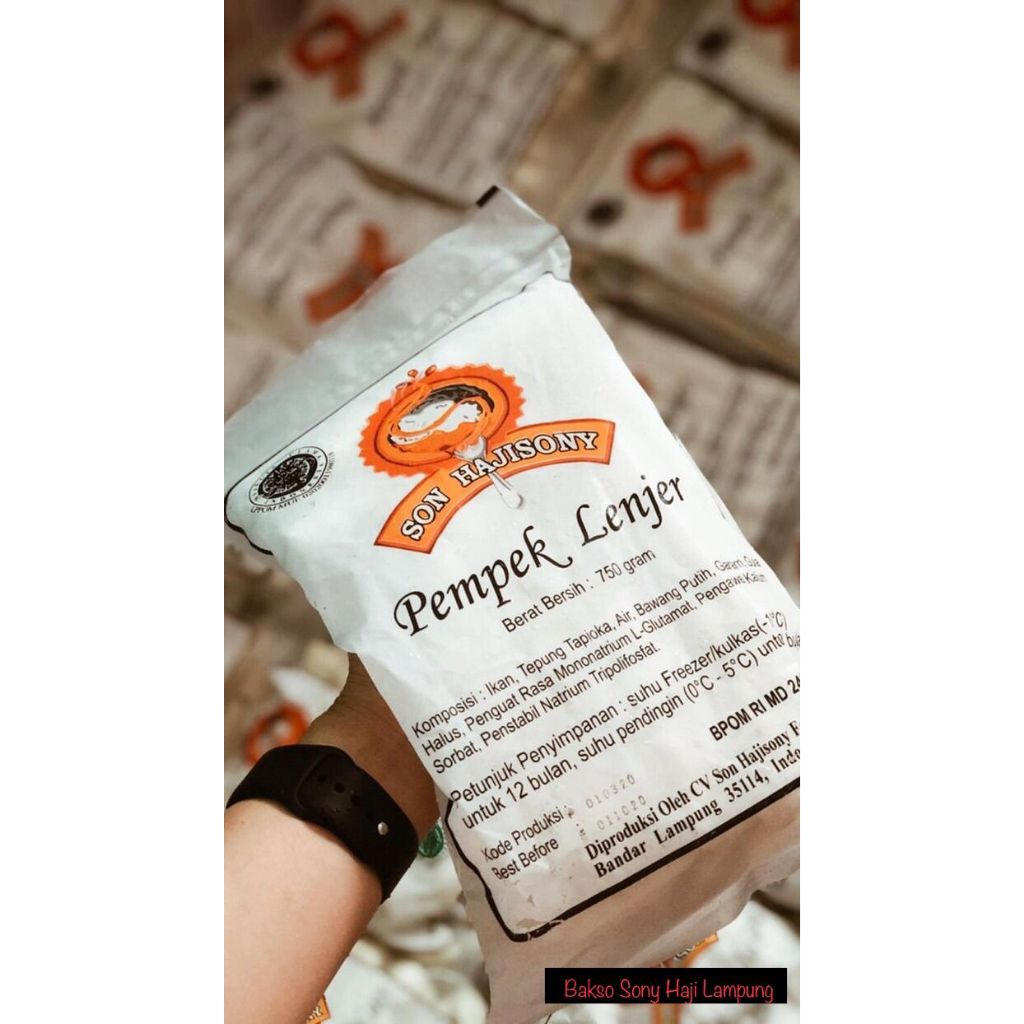 SON HAJISONY
Pempek Lenjer
Berat Bersih : 750 gram
Komposisi : Ikan, Tepung Tapioka, Air, Bawang Putih, Garam, Gula
Halus, Penguat Rasa Mononatrium L-Glutamat, Pengawet Kalium
Sorbat, Penstabil Natrium Tripolifosfat.
Petunjuk Penyimpanan : suhu Freezer/kulkas(-1°C)
untuk 12 bulan, suhu pendingin (0°C - 5°C) untuk
BPOM RI MD
Kode Produksi : 010320
Best Before : 011020
Diproduksi Oleh CV Son Hajisony
Bandar Lampung 35114,
Bakso Sony Haji Lampung